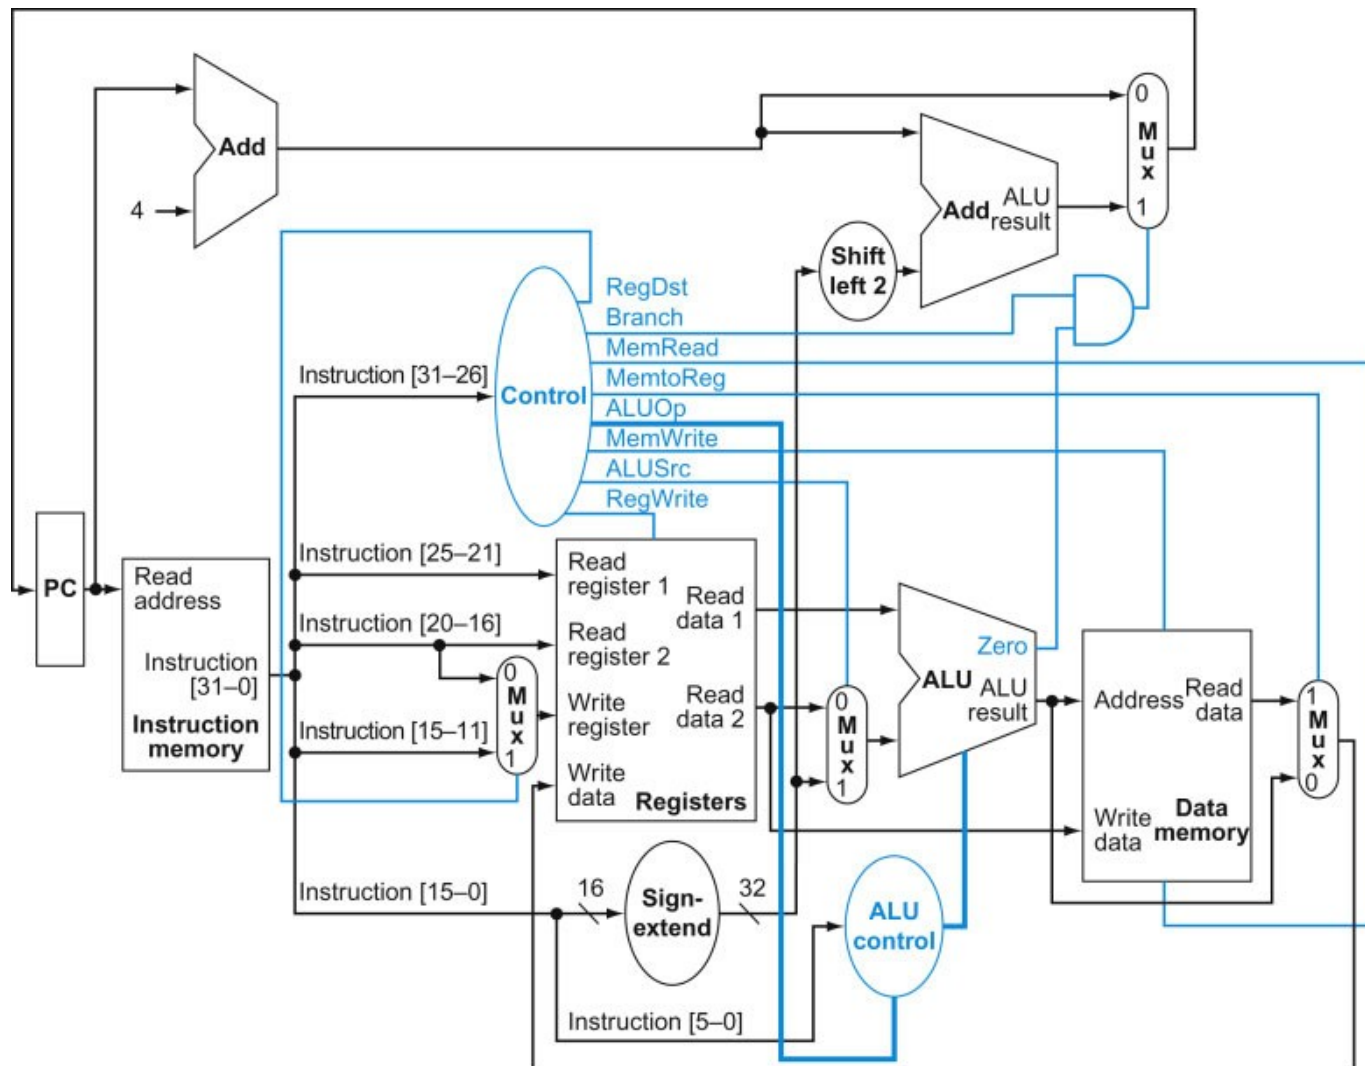 0
M
u
x
1
Add
4
Add
ALU
result
Shift
left 2
RegDst
Branch
MemRead
MemtoReg
ALUOp
MemWrite
ALUSrc
RegWrite
Instruction [31–26]
Control
PC
Read
address
Instruction
[31–0]
Instruction
memory
Instruction [25–21]
Instruction [20–16]
Instruction [15–11]
0
M
u
x
1
Read
register 1
Read
register 2
Write
register
Write
data
Read
data 1
Read
data 2
Registers
0
M
u
x
1
Zero
ALU
ALU
result
Address
Read
data
Write
data
Data
memory
1
M
u
x
0
Instruction [15–0]
16
Sign-
extend
32
ALU
control
Instruction [5–0]